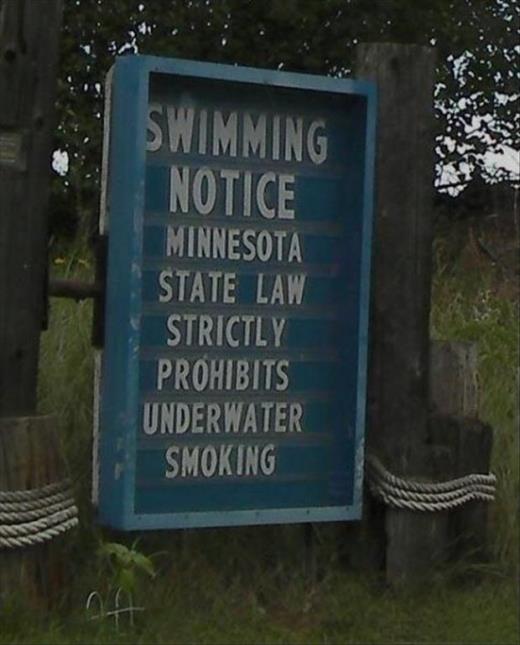 SWIMMING
NOTICE
MINNESOTA
STATE LAW
STRICTLY
PROHIBITS
UNDERWATER
SMOKING